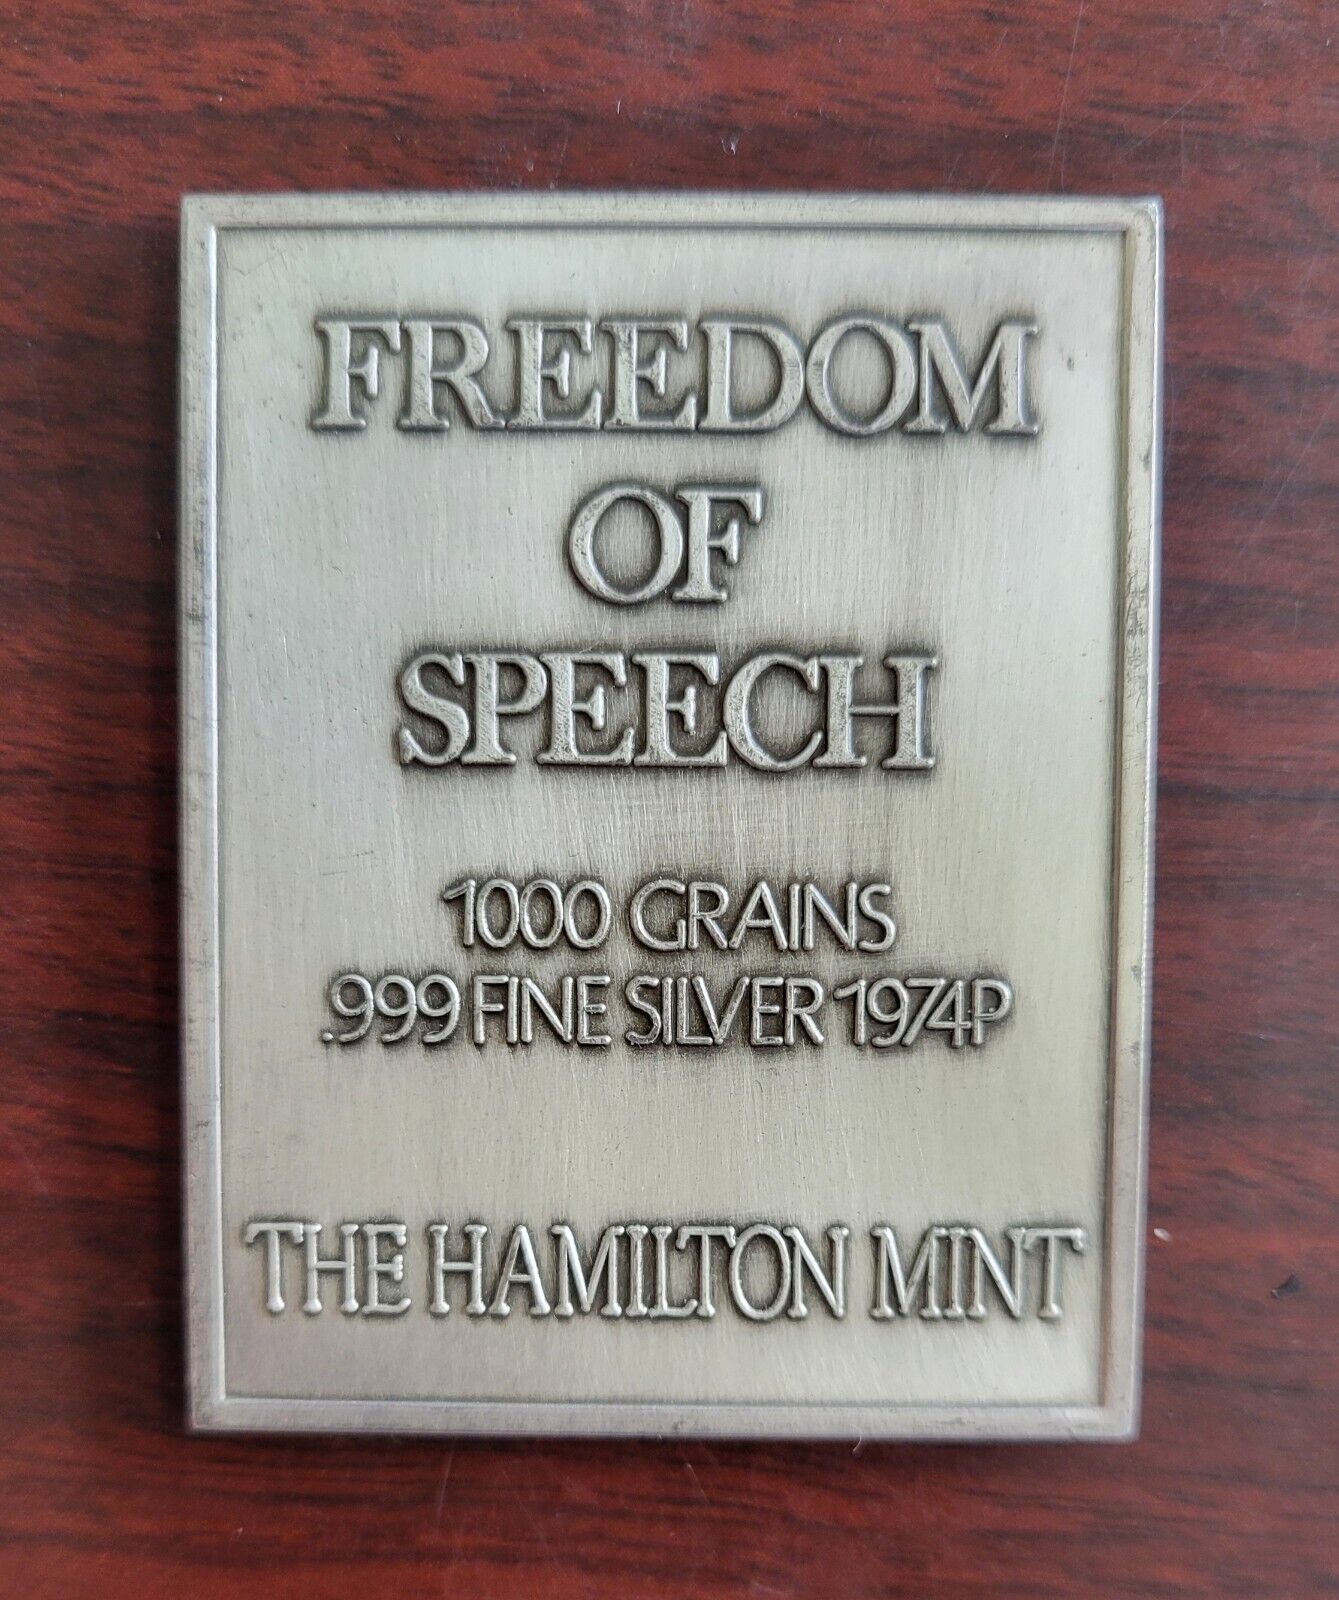 FREEDOM
OF
SPEECH
1000 GRAINS
.999 FINE SILVER 1974P
THE HAMILTON MINT